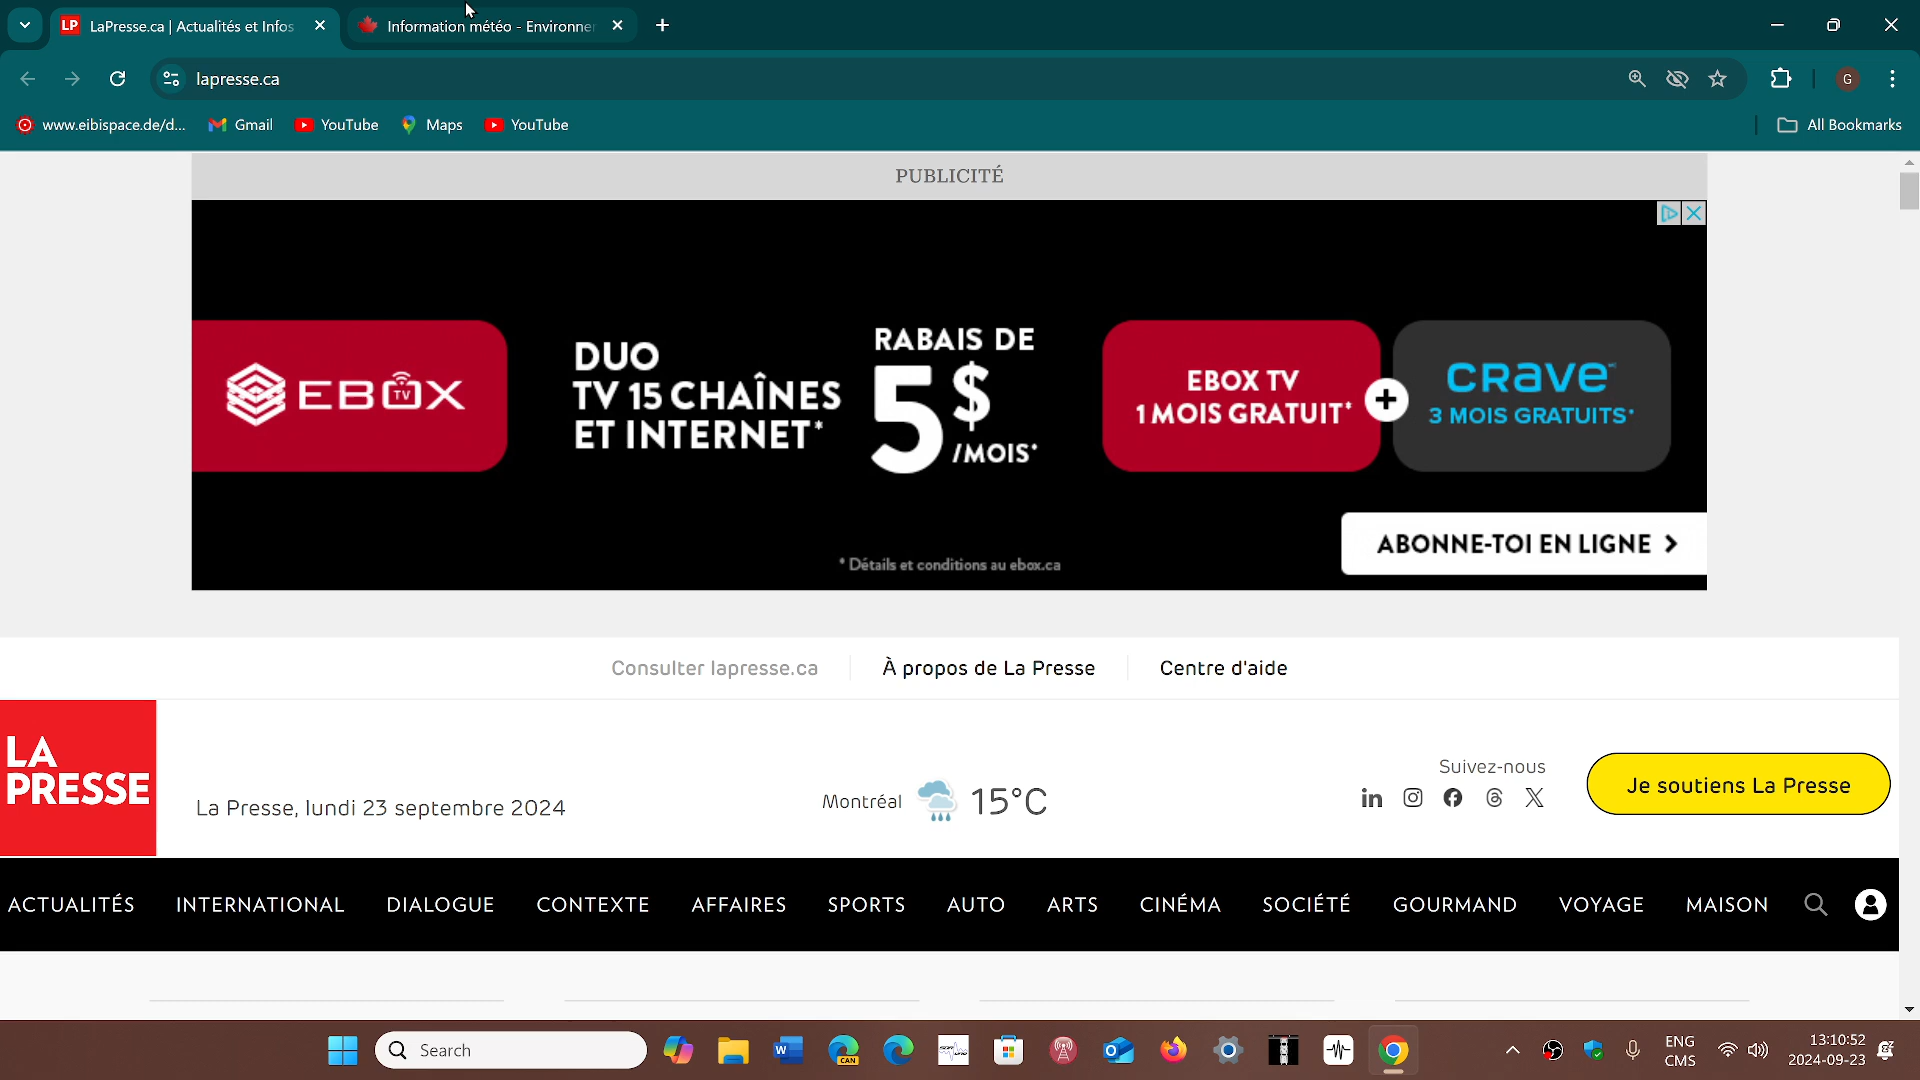 LaPresse.ca | Actualités et Infos
Information météo - Environne
lapresse.ca
G
www.eibispace.de/d...
Gmail
YouTube
Maps
YouTube
All Bookmarks
PUBLICITÉ
EBOX TV
DUO
TV 15 CHAÎNES
ET INTERNET*
RABAIS DE
5$
/MOIS*
EBOX TV
1 MOIS GRATUIT*
+
CRAVE
3 MOIS GRATUITS*
ABONNE-TOI EN LIGNE
* Détails et conditions au ebox.ca
Consulter lapresse.ca
À propos de La Presse
Centre d'aide
LA
PRESSE
La Presse, lundi 23 septembre 2024
Montréal
15°C
Suivez-nous
Je soutiens La Presse
ACTUALITÉS
INTERNATIONAL
DIALOGUE
CONTEXTE
AFFAIRES
SPORTS
AUTO
ARTS
CINÉMA
SOCIÉTÉ
GOURMAND
VOYAGE
MAISON
Search
ENG
CMS
13:10:52
2024-09-23